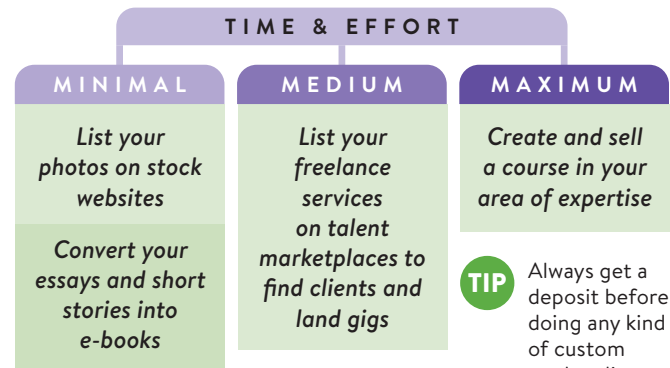 TIME & EFFORT
MINIMAL
List your
photos on stock
websites
Convert your
essays and short
stories into
e-books
MEDIUM
List your
freelance
services
on talent
marketplaces to
find clients and
land gigs
MAXIMUM
Create and sell
a course in your
area of expertise
TIP
Always get a
deposit before
doing any kind
of custom